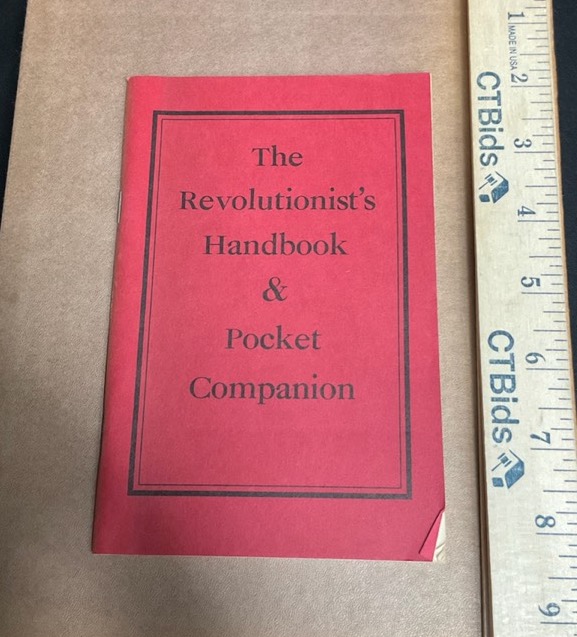 The
Revolutionist's
Handbook
&
Pocket
Companion
1
MADE IN USA
2
CTBids
3
4
5
6
CTBids
7
8
9